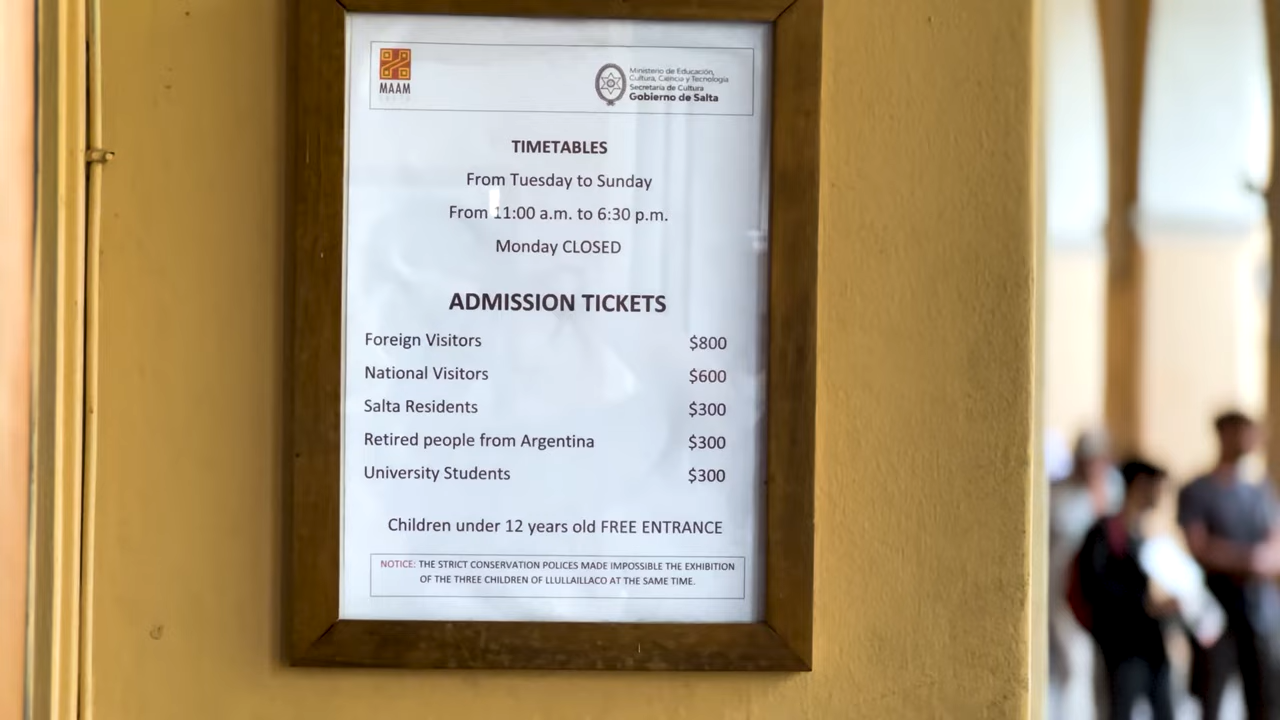 MAAM
Ministerio de Educación,
Cultura, Ciencia y Tecnología
Secretaría de Cultura
Gobierno de Salta
TIMETABLES
From Tuesday to Sunday
From 11:00 a.m. to 6:30 p.m.
Monday CLOSED
ADMISSION TICKETS
Foreign Visitors $800
National Visitors $600
Salta Residents $300
Retired people from Argentina $300
University Students $300
Children under 12 years old FREE ENTRANCE
NOTICE: THE STRICT CONSERVATION POLICES MADE IMPOSSIBLE THE EXHIBITION
OF THE THREE CHILDREN OF LLULLAILLACO AT THE SAME TIME.